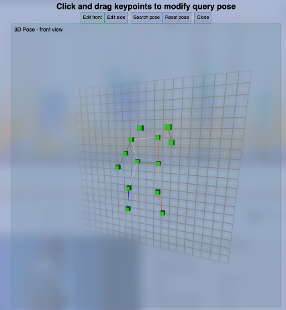 Click and drag keypoints to modify query pose
Edit front Edit side Search pose Reset pose Close
3D Pose - front view